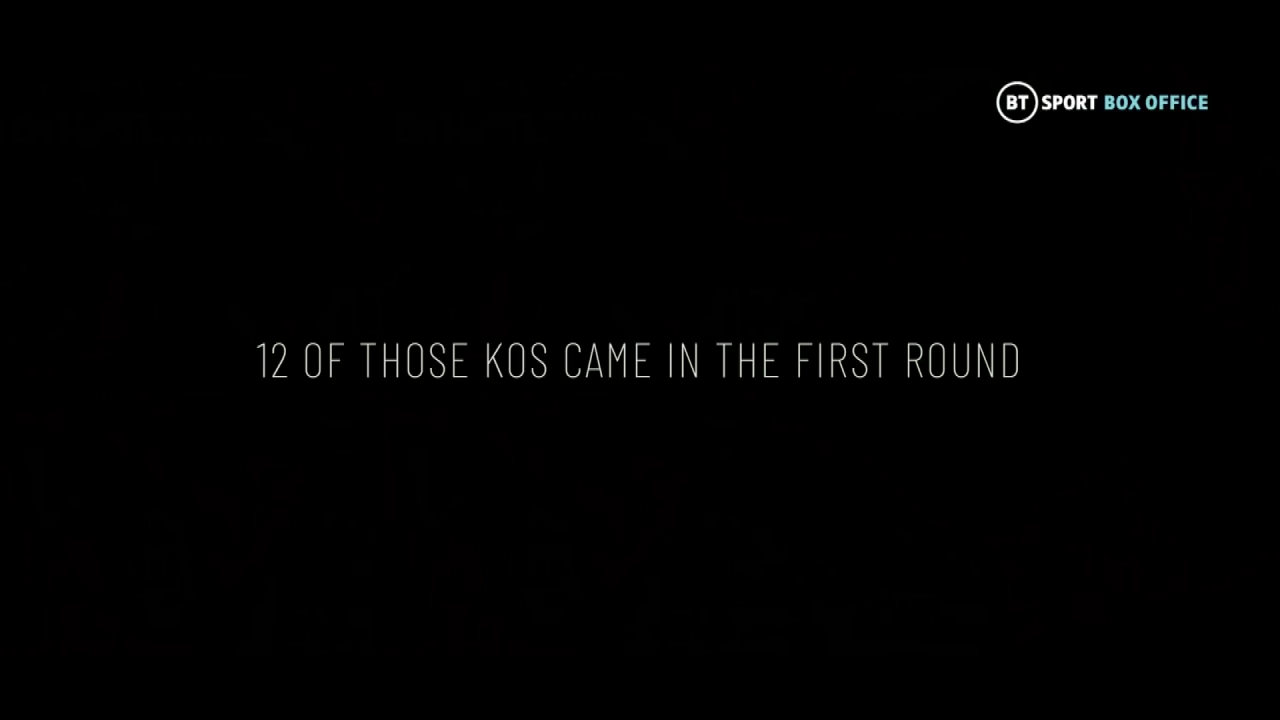 BT SPORT BOX OFFICE
12 OF THOSE KOS CAME IN THE FIRST ROUND